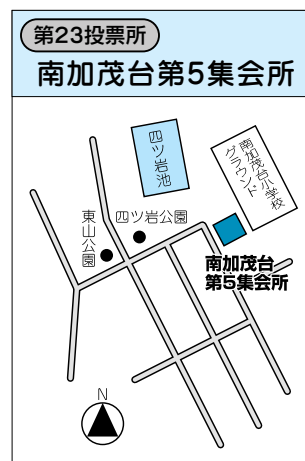 第23投票所
南加茂台第5集会所
四ツ岩池
南加茂台小学校
グラウンド
四ツ岩公園
東山公園
南加茂台
第5集会所
N